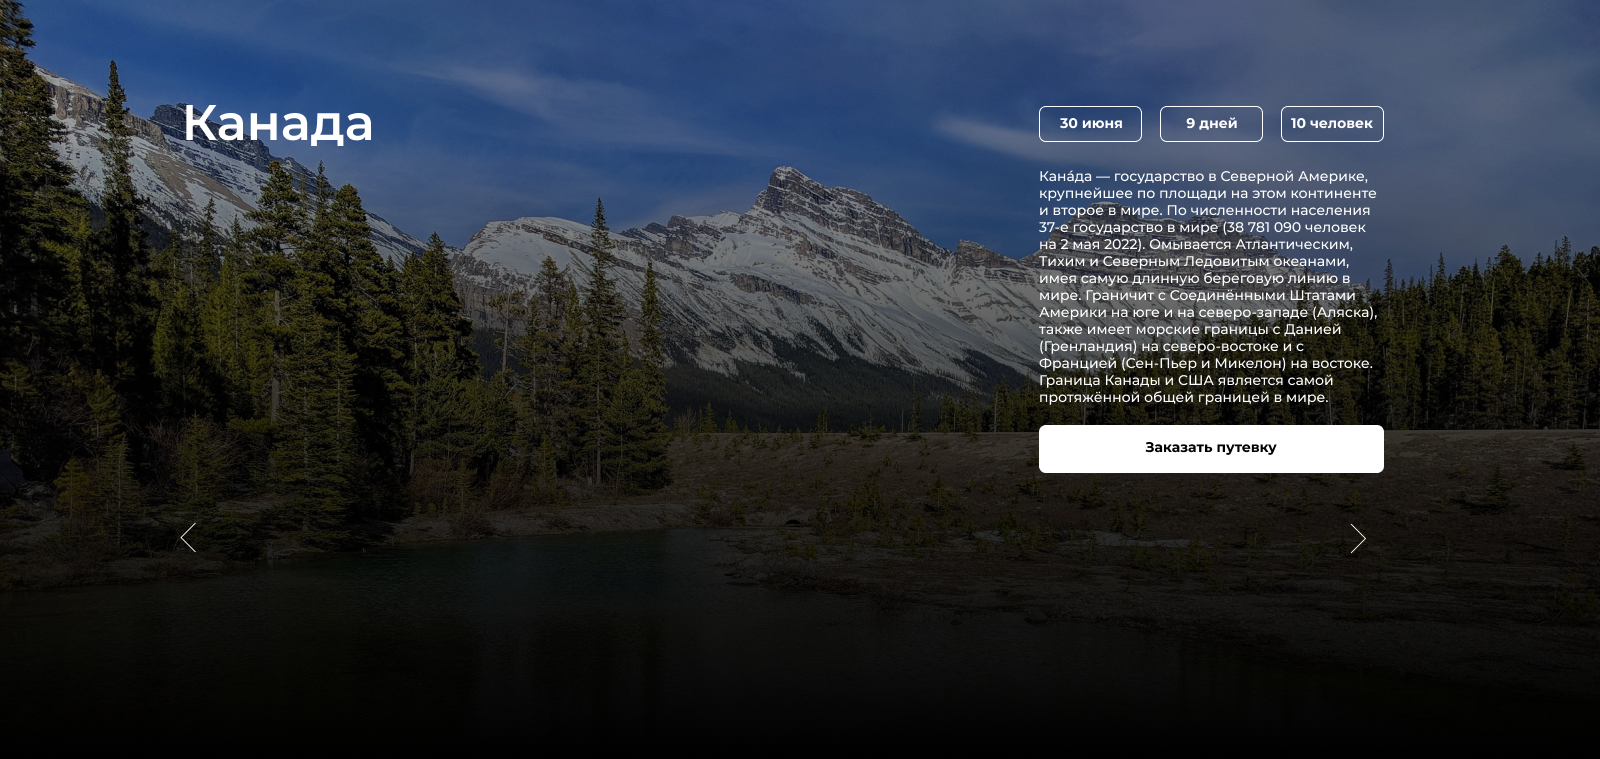 Канада
30 июня
9 дней
10 человек
Кана́да — государство в Северной Америке,
крупнейшее по площади на этом континенте
и второе в мире. По численности населения
37-е государство в мире (38 781 090 человек
на 2 мая 2022). Омывается Атлантическим,
Тихим и Северным Ледовитым океанами,
имея самую длинную береговую линию в
мире. Граничит с Соединёнными Штатами
Америки на юге и на северо-западе (Аляска),
также имеет морские границы с Данией
(Гренландия) на северо-востоке и с
Францией (Сен-Пьер и Микелон) на востоке.
Граница Канады и США является самой
протяжённой общей границей в мире.
Заказать путевку